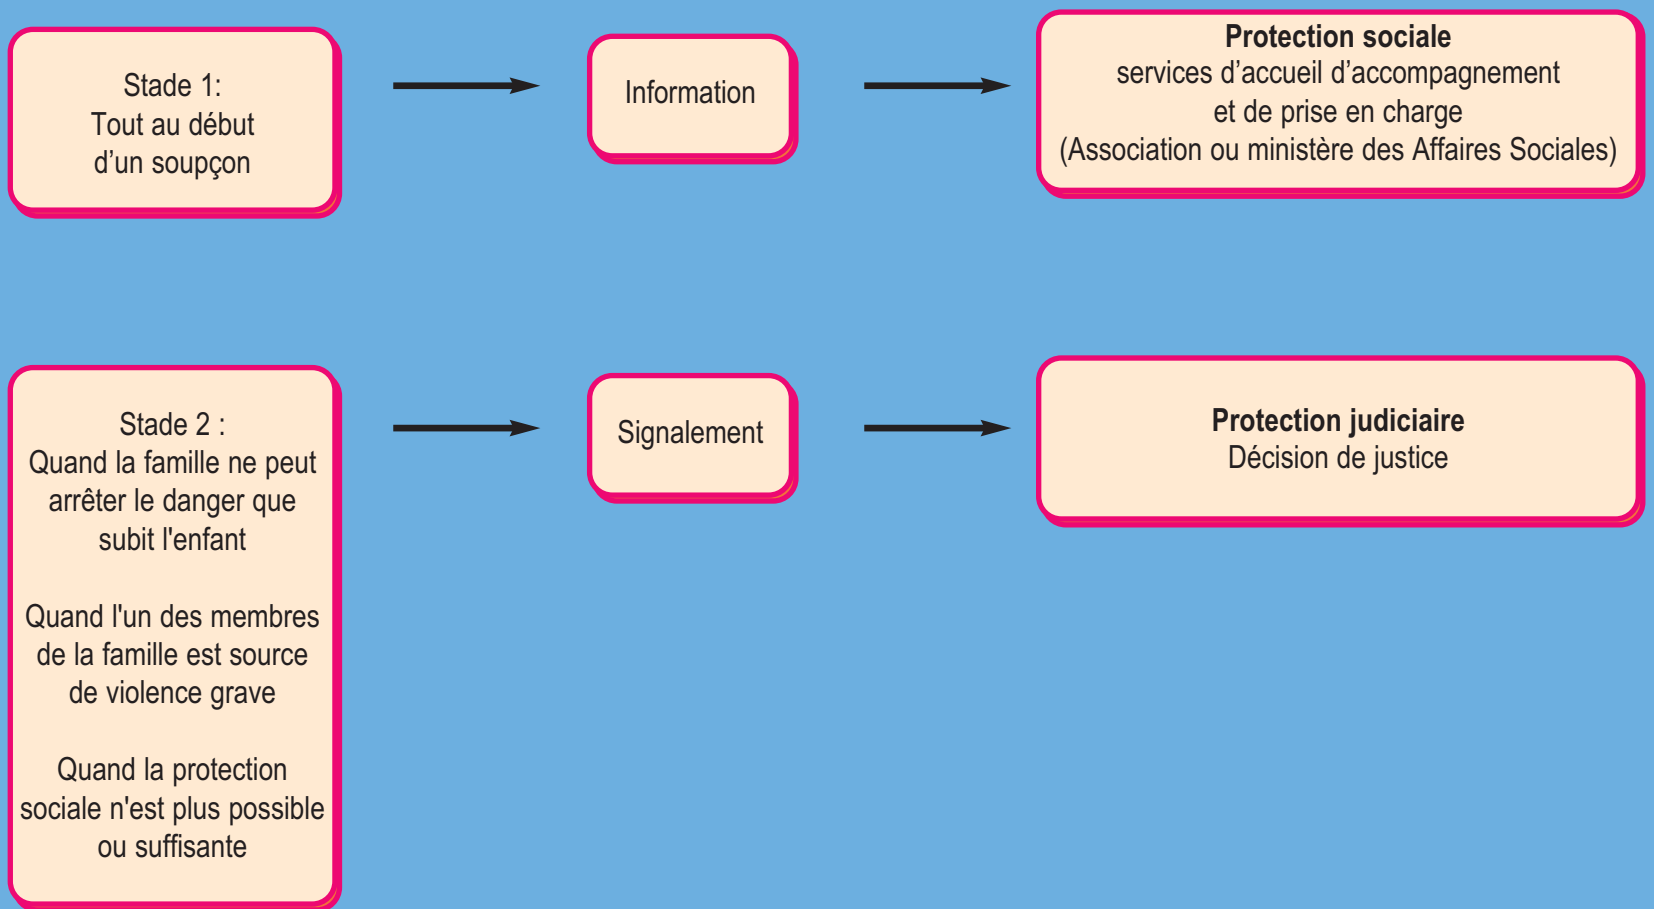 Stade 1:
Tout au début
d’un soupçon
Information
Protection sociale
services d’accueil d’accompagnement
et de prise en charge
(Association ou ministère des Affaires Sociales)
Stade 2 :
Quand la famille ne peut
arrêter le danger que
subit l'enfant
Quand l'un des membres
de la famille est source
de violence grave
Quand la protection
sociale n'est plus possible
ou suffisante
Signalement
Protection judiciaire
Décision de justice